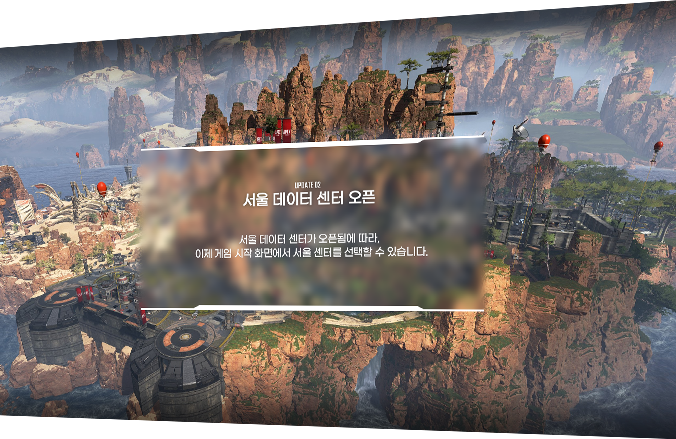 UPDATE 02
서울 데이터 센터 오픈
서울 데이터 센터가 오픈됨에 따라,
이제 게임 시작 화면에서 서울 센터를 선택할 수 있습니다.